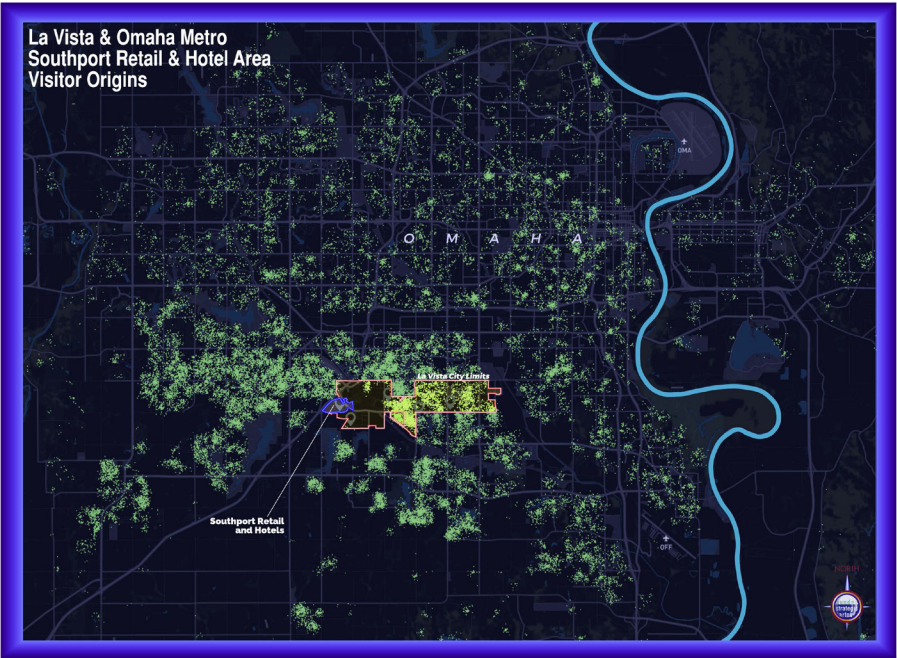 La Vista & Omaha Metro
Southport Retail & Hotel Area
Visitor Origins
OMA
O M A H A
La Vista City Limits
Southport Retail
and Hotels
OFF
NORTH